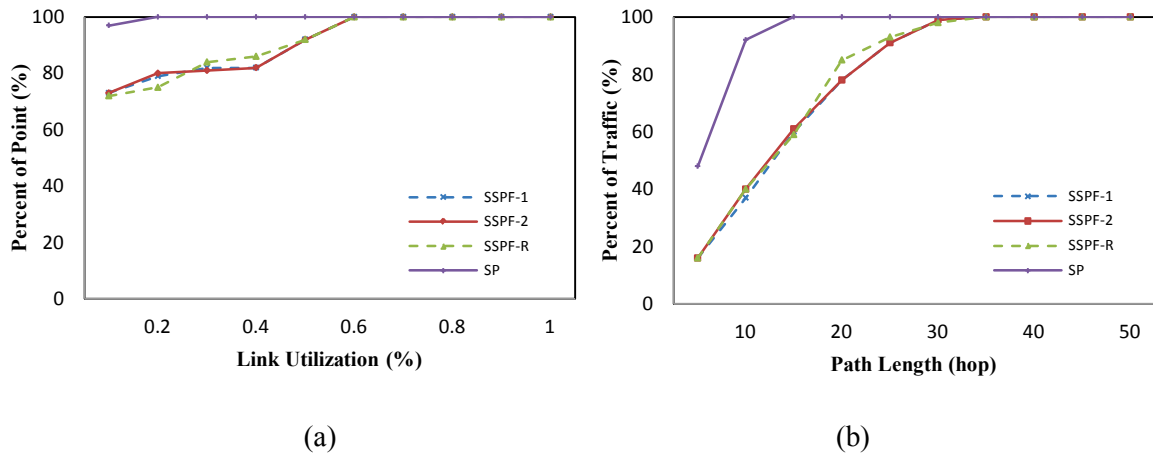 100
80
60
40
20
0
Percent of Point (%)
SSPF-1
SSPF-2
SSPF-R
SP
0.2 0.4 0.6 0.8 1
Link Utilization (%)
(a)
100
80
60
40
20
0
Percent of Traffic (%)
SSPF-1
SSPF-2
SSPF-R
SP
10 20 30 40 50
Path Length (hop)
(b)